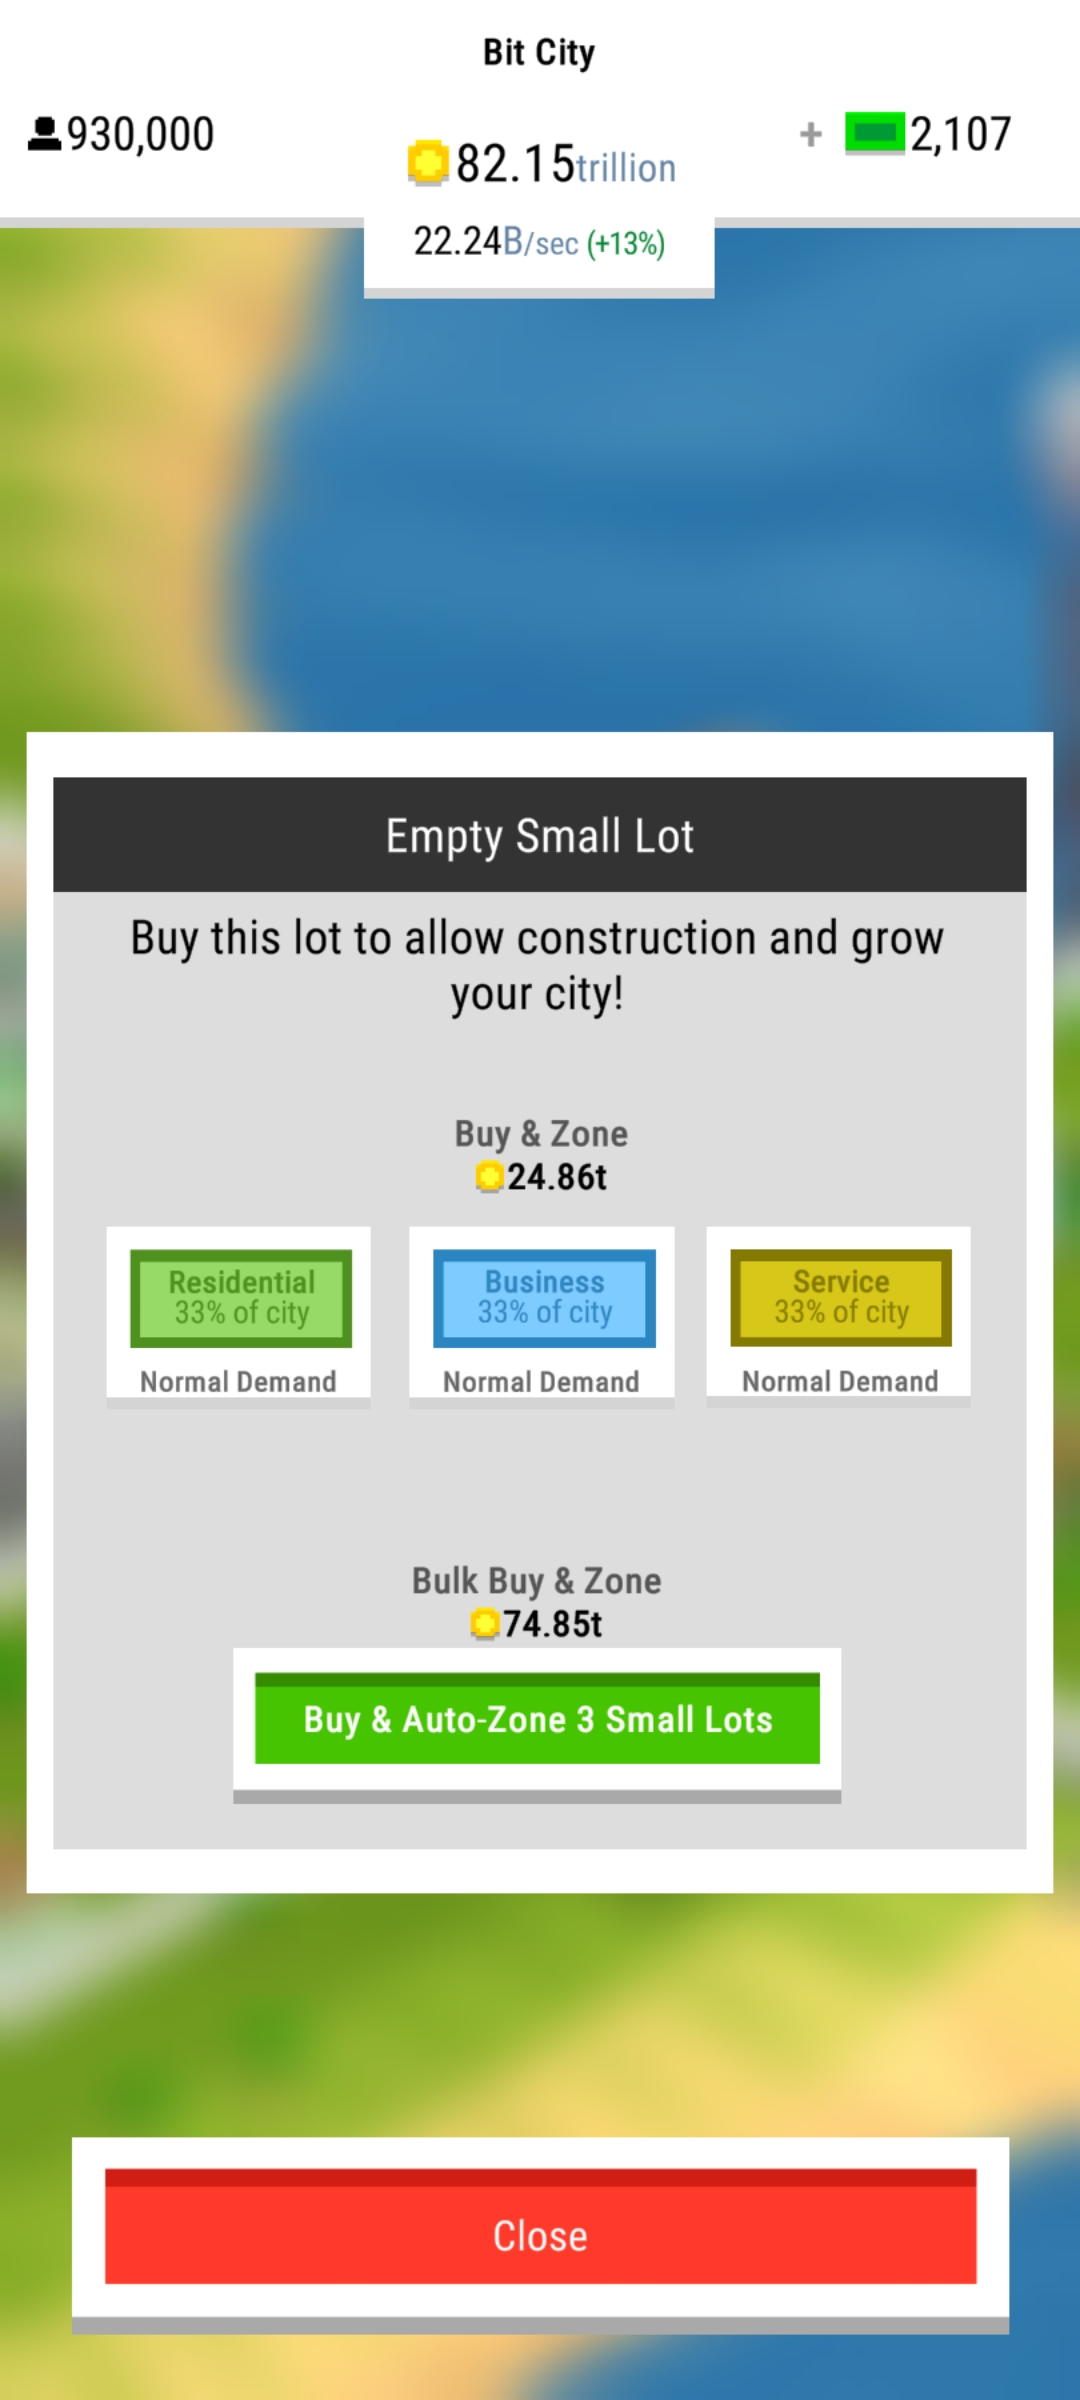 Bit City
930,000
82.15trillion
+ 2,107
22.24B/sec (+13%)
Empty Small Lot
Buy this lot to allow construction and grow
your city!
Buy & Zone
24.86t
Residential
33% of city
Normal Demand
Business
33% of city
Normal Demand
Service
33% of city
Normal Demand
Bulk Buy & Zone
74.85t
Buy & Auto-Zone 3 Small Lots
Close